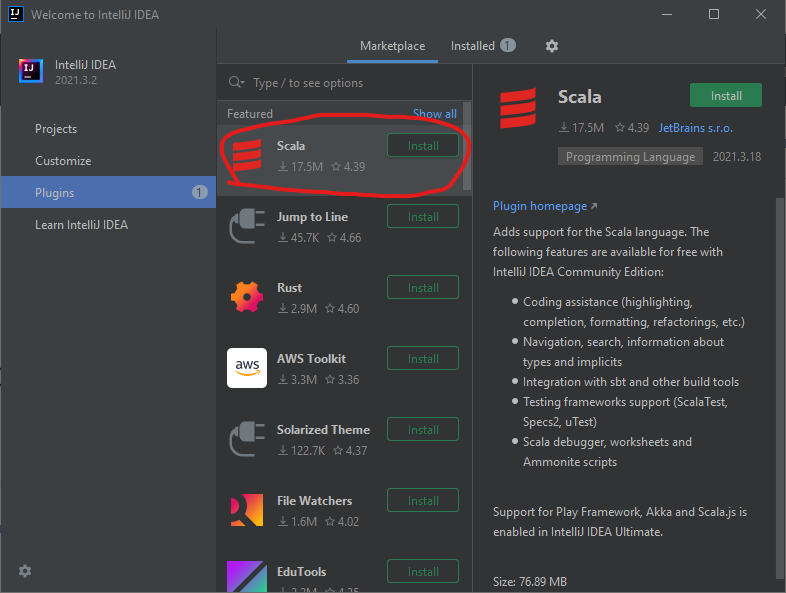 IJ Welcome to IntelliJ IDEA
IJ
IntelliJ IDEA
2021.3.2
Projects
Customize
Plugins 1
Learn IntelliJ IDEA
Marketplace Installed 1
Type / to see options
Featured Show all
Scala Install
17.5M 4.39
Jump to Line Install
45.7K 4.66
Rust Install
2.9M 4.60
aws
AWS Toolkit Install
3.3M 3.36
Solarized Theme Install
122.7K 4.37
File Watchers Install
1.6M 4.02
EduTools Install
Scala Install
17.5M 4.39 JetBrains s.r.o.
Programming Language 2021.3.18
Plugin homepage
Adds support for the Scala language. The
following features are available for free with
IntelliJ IDEA Community Edition:
Coding assistance (highlighting,
completion, formatting, refactorings, etc.)
Navigation, search, information about
types and implicits
Integration with sbt and other build tools
Testing frameworks support (ScalaTest,
Specs2, uTest)
Scala debugger, worksheets and
Ammonite scripts
Support for Play Framework, Akka and Scala.js is
enabled in IntelliJ IDEA Ultimate.
Size: 76.89 MB